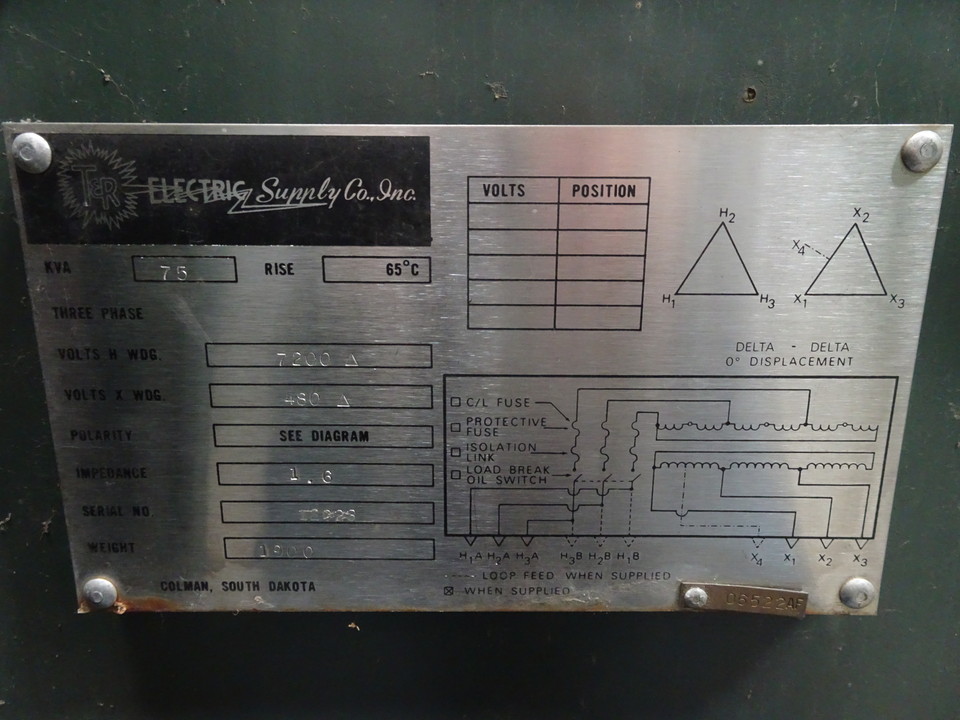 T&R ELECTRIC Supply Co., Inc.
KVA 75 RISE 65°C
THREE PHASE
VOLTS H WDG. 7200 Δ
VOLTS X WDG. 480 Δ
POLARITY SEE DIAGRAM
IMPEDANCE 1.6
SERIAL NO.
WEIGHT 1900
COLMAN, SOUTH DAKOTA
VOLTS POSITION
H2
H1 H3
X2
X4
X1 X3
DELTA - DELTA
0° DISPLACEMENT
C/L FUSE
PROTECTIVE
FUSE
ISOLATION
LINK
LOAD BREAK
OIL SWITCH
H1A H2A H3A H3B H2B H1B X4 X1 X2 X3
LOOP FEED WHEN SUPPLIED
WHEN SUPPLIED